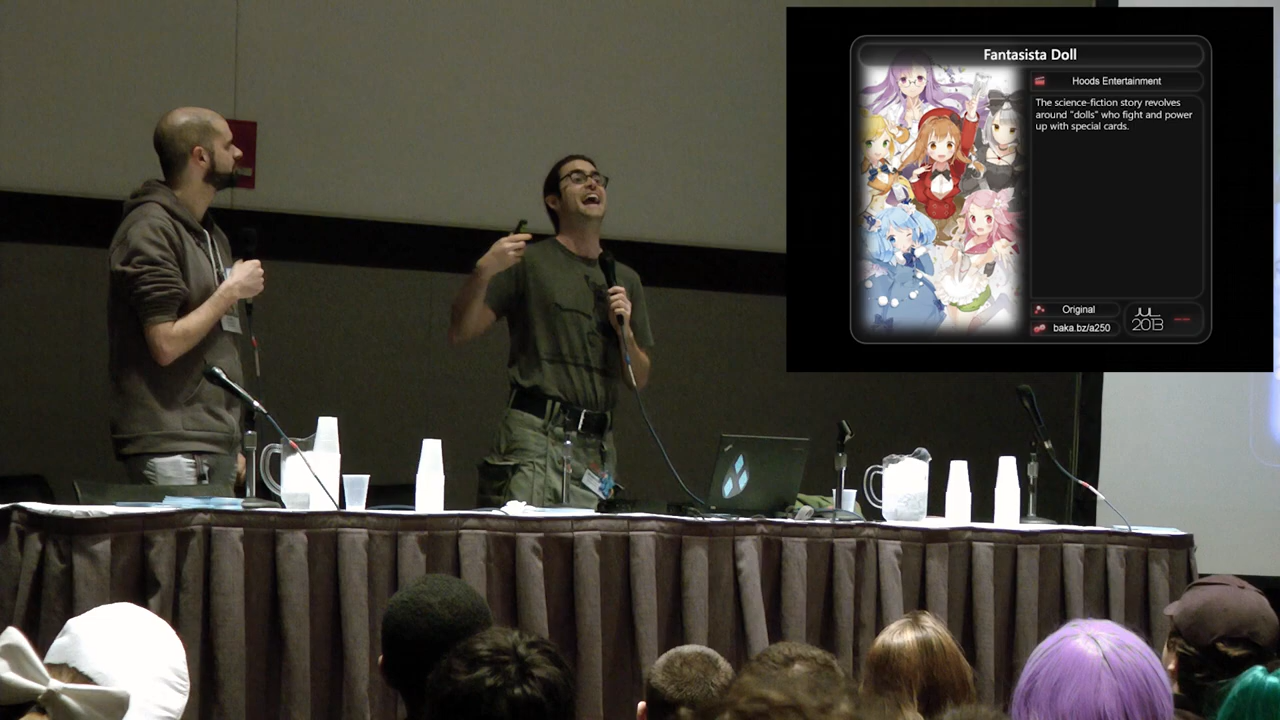 Fantasista Doll
Hoods Entertainment
The science-fiction story revolves
around "dolls" who fight and power
up with special cards.
Original
JUL
2013
baka.bz/a250